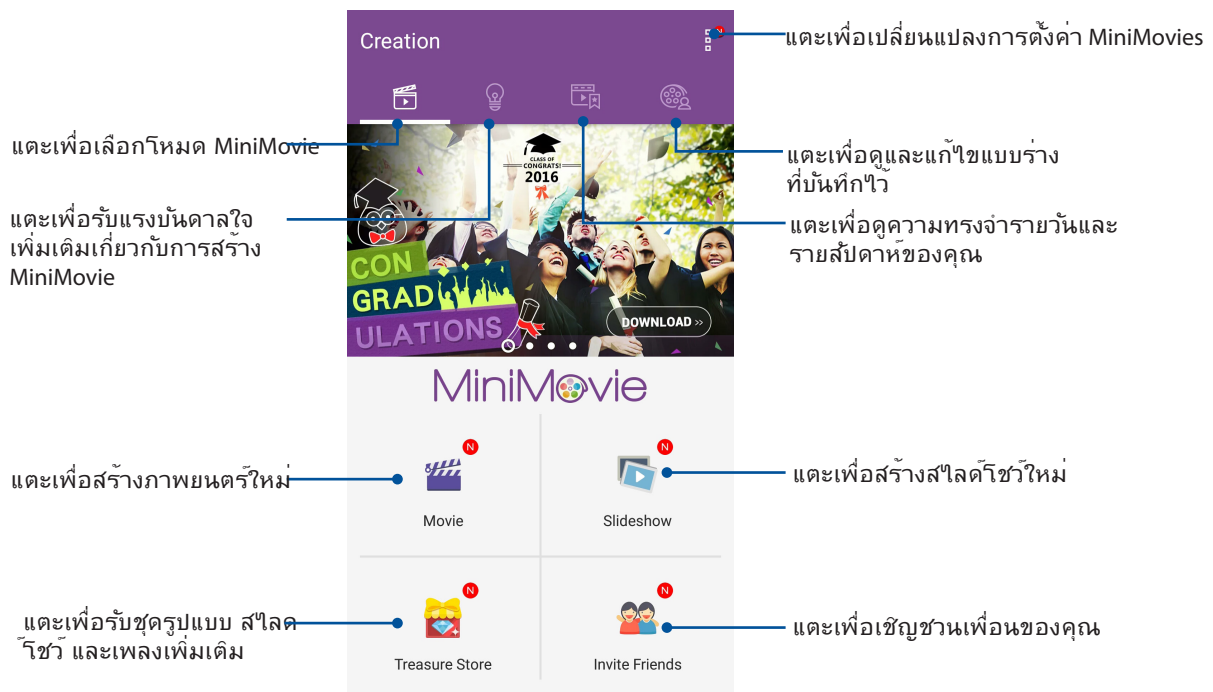 Creation
N
แตะเพื่อเปลี่ยนแปลงการตั้งค่า MiniMovies
แตะเพื่อเลือกโหมด MiniMovie
แตะเพื่อรับแรงบันดาลใจ
เพิ่มเติมเกี่ยวกับการสร้าง
MiniMovie
CLASS OF
CONGRATS!
2016
CON
GRAD
ULATIONS
DOWNLOAD »
แตะเพื่อดูและแก้ไขแบบร่าง
ที่บันทึกไว้
แตะเพื่อดูความทรงจำรายวันและ
รายสัปดาห์ของคุณ
MiniMovie
แตะเพื่อสร้างภาพยนตร์ใหม่
N
Movie
N
Slideshow
แตะเพื่อสร้างสไลด์โชว์ใหม่
แตะเพื่อรับชุดรูปแบบ สไลด์
โชว์ และเพลงเพิ่มเติม
N
Treasure Store
N
Invite Friends
แตะเพื่อเชิญชวนเพื่อนของคุณ